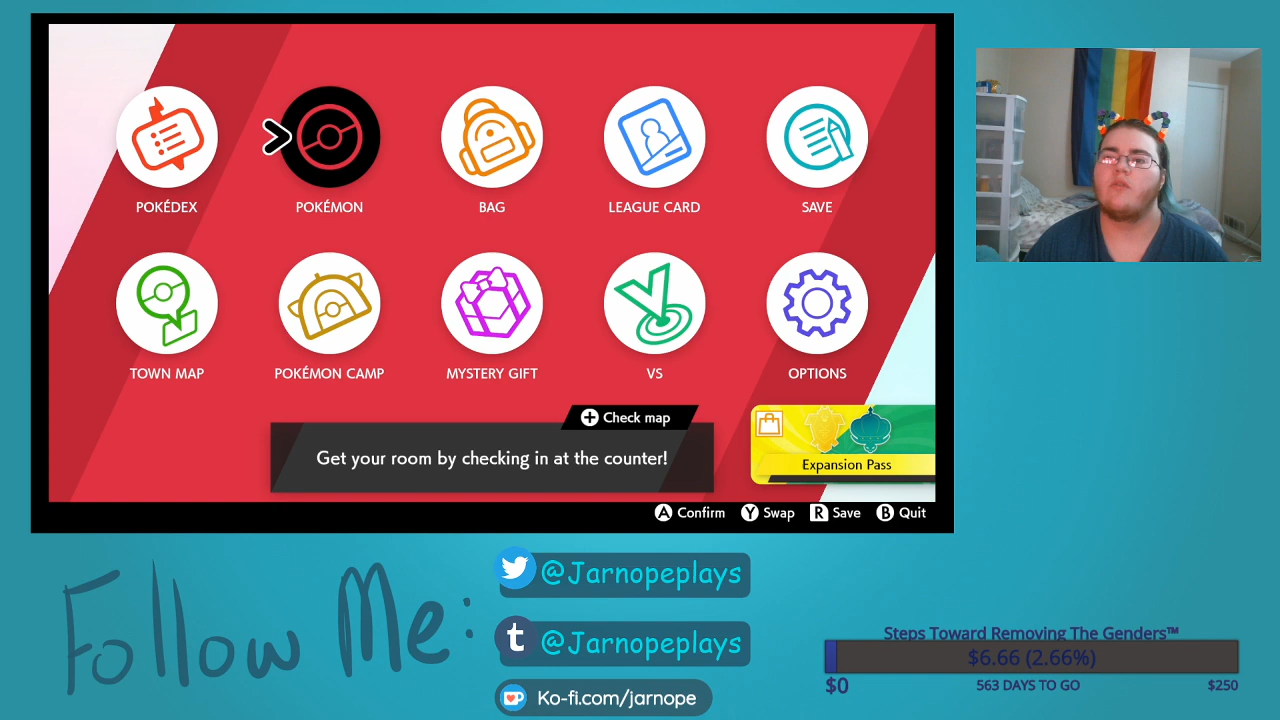 POKÉDEX
POKÉMON
BAG
LEAGUE CARD
SAVE
TOWN MAP
POKÉMON CAMP
MYSTERY GIFT
VS
OPTIONS
+ Check map
Get your room by checking in at the counter!
Expansion Pass
A Confirm Y Swap R Save B Quit
Follow Me:
@Jarnopeplays
t @Jarnopeplays
Ko-fi.com/jarnope
Steps Toward Removing The Genders™
$6.66 (2.66%)
$0 563 DAYS TO GO $250